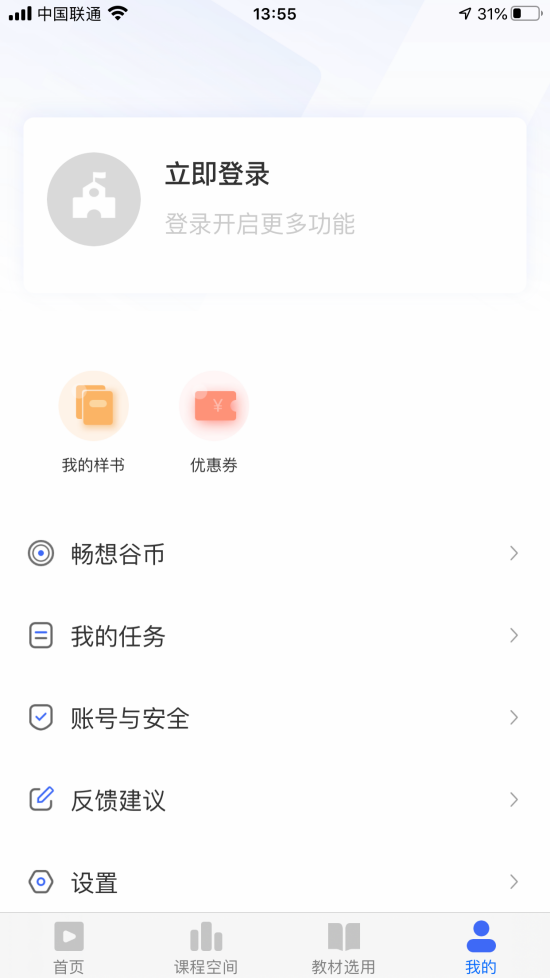 中国联通
13:55
31%
立即登录
登录开启更多功能
¥
我的样书
优惠券
畅想谷币
我的任务
账号与安全
反馈建议
设置
首页
课程空间
教材选用
我的